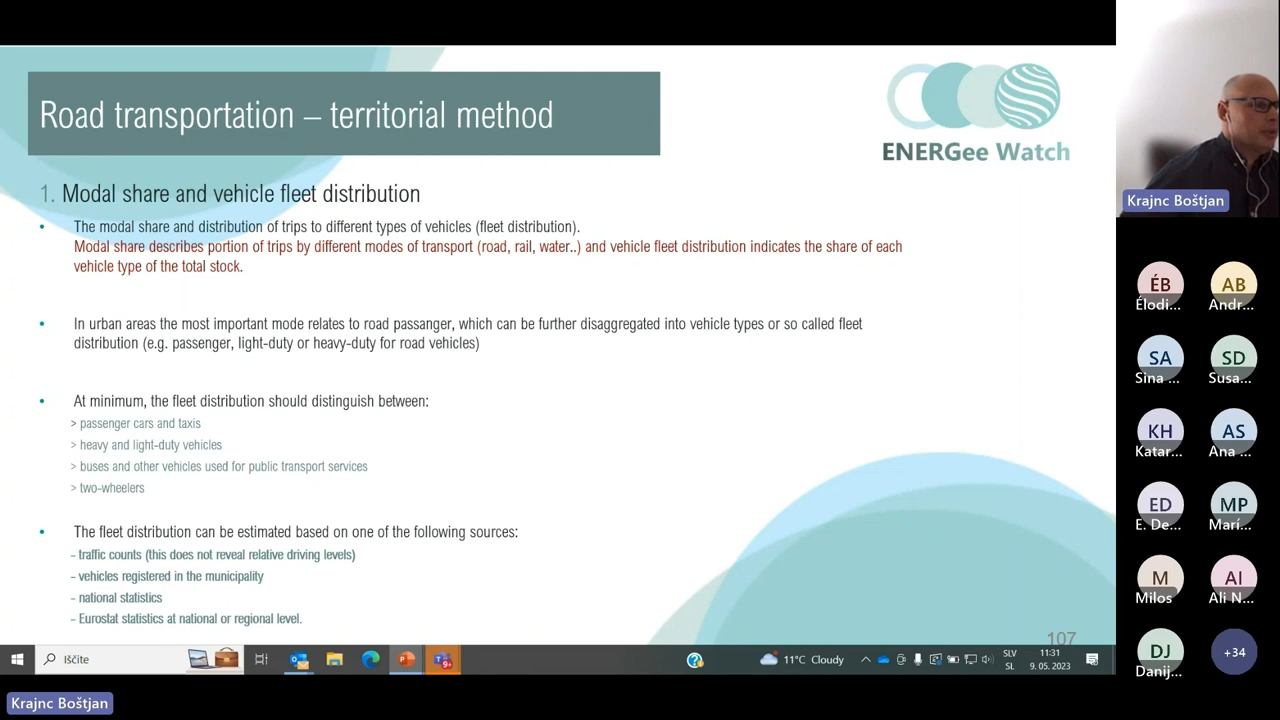 Road transportation – territorial method
ENERGee Watch
1. Modal share and vehicle fleet distribution
• The modal share and distribution of trips to different types of vehicles (fleet distribution).
Modal share describes portion of trips by different modes of transport (road, rail, water..) and vehicle fleet distribution indicates the share of each
vehicle type of the total stock.
• In urban areas the most important mode relates to road passanger, which can be further disaggregated into vehicle types or so called fleet
distribution (e.g. passenger, light-duty or heavy-duty for road vehicles)
• At minimum, the fleet distribution should distinguish between:
> passenger cars and taxis
> heavy and light-duty vehicles
> buses and other vehicles used for public transport services
> two-wheelers
• The fleet distribution can be estimated based on one of the following sources:
- traffic counts (this does not reveal relative driving levels)
- vehicles registered in the municipality
- national statistics
- Eurostat statistics at national or regional level.
107
Iščite
11°C Cloudy
SLV
SL
11:31
9. 05. 2023
Krajnc Boštjan
Krajnc Boštjan
ÉB
Élodi...
AB
Andr...
SA
Sina ...
SD
Susa...
KH
Katar...
AS
Ana ...
ED
E. De...
MP
Marí...
M
Milos
AI
Ali N...
DJ
Danij...
+34